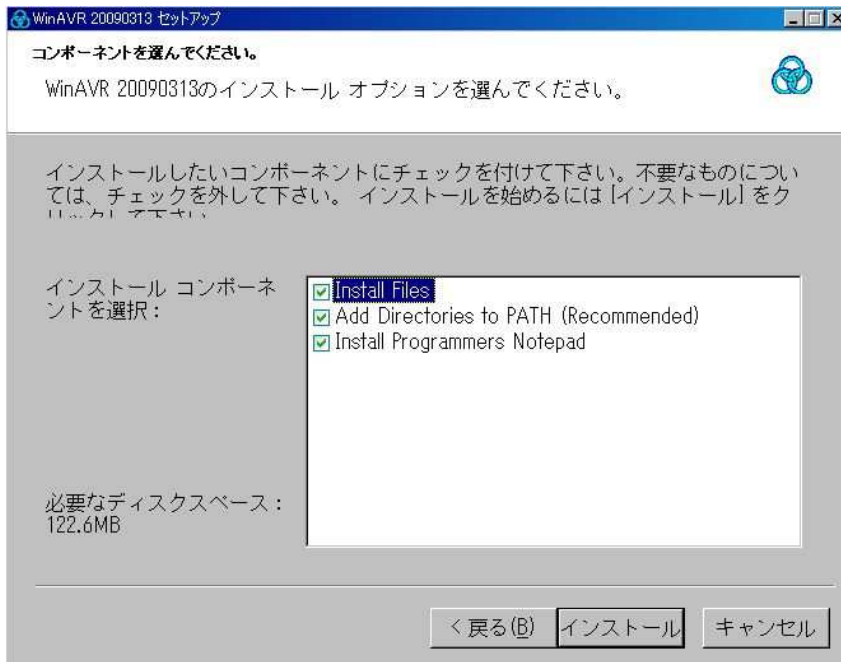 WinAVR 20090313 セットアップ
コンポーネントを選んでください。
WinAVR 20090313のインストール オプションを選んでください。
インストールしたいコンポーネントにチェックを付けて下さい。不要なものについ
ては、チェックを外して下さい。 インストールを始めるには [インストール] をク
リックして下さい
インストール コンポーネ
ントを選択:
Install Files
Add Directories to PATH (Recommended)
Install Programmers Notepad
必要なディスクスペース:
122.6MB
< 戻る(B)
インストール
キャンセル